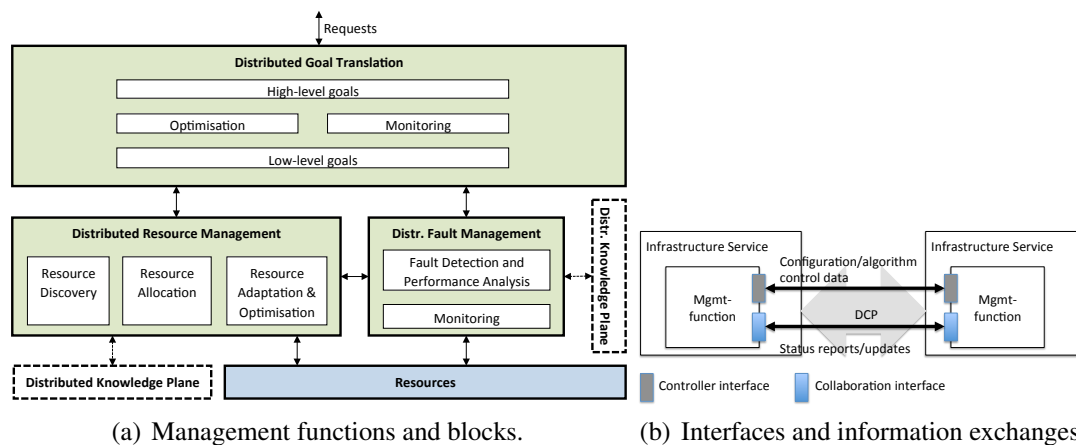 Requests
Distributed Goal Translation
High-level goals
Optimisation
Monitoring
Low-level goals
Distributed Resource Management
Resource
Discovery
Resource
Allocation
Resource
Adaptation &
Optimisation
Distr. Fault Management
Fault Detection and
Performance Analysis
Monitoring
Distr. Knowledge Plane
Distributed Knowledge Plane
Resources
(a) Management functions and blocks.
Infrastructure Service
Infrastructure Service
Configuration/algorithm
control data
Mgmt-
function
Mgmt-
function
DCP
Status reports/updates
Controller interface
Collaboration interface
(b) Interfaces and information exchanges